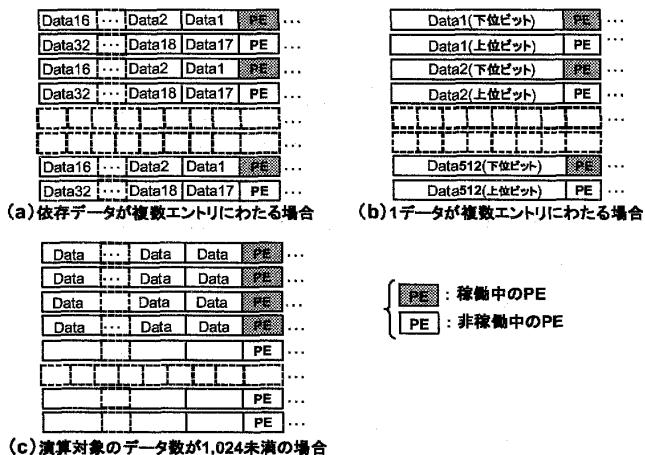 Data16 ... Data2 Data1 PE ...
Data32 ... Data18 Data17 PE ...
Data16 ... Data2 Data1 PE ...
Data32 ... Data18 Data17 PE ...
...
...
Data16 ... Data2 Data1 PE ...
Data32 ... Data18 Data17 PE ...
(a)依存データが複数エントリにわたる場合
Data1(下位ビット) PE ...
Data1(上位ビット) PE ...
Data2(下位ビット) PE ...
Data2(上位ビット) PE ...
...
...
Data512(下位ビット) PE ...
Data512(上位ビット) PE ...
(b)1データが複数エントリにわたる場合
Data ... Data Data PE ...
Data ... Data Data PE ...
Data Data Data PE ...
Data ... Data Data PE ...
PE ...
...
PE ...
PE ...
(c)演算対象のデータ数が1,024未満の場合
PE : 稼働中のPE
PE : 非稼働中のPE